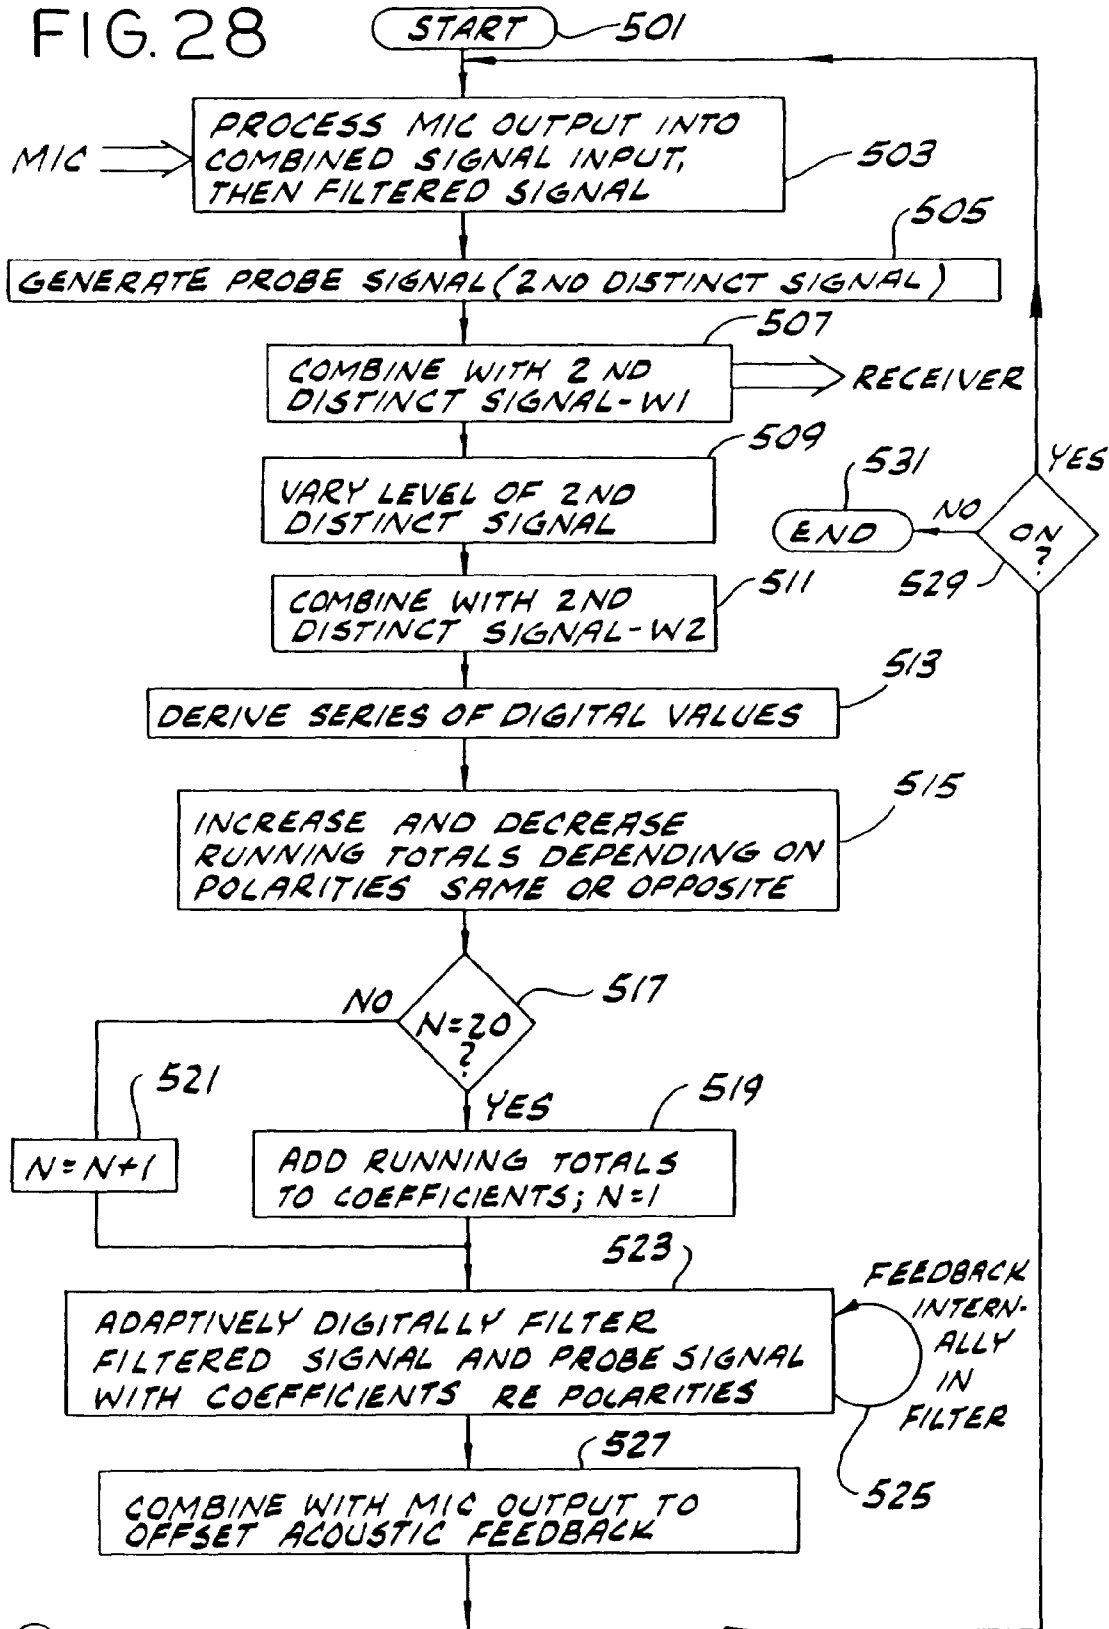 FIG. 28
START
501
MIC
PROCESS MIC OUTPUT INTO
COMBINED SIGNAL INPUT,
THEN FILTERED SIGNAL
503
505
GENERATE PROBE SIGNAL (2ND DISTINCT SIGNAL)
507
COMBINE WITH 2ND
DISTINCT SIGNAL-W1
RECEIVER
509
VARY LEVEL OF 2ND
DISTINCT SIGNAL
531
END
NO
YES
ON
?
529
511
COMBINE WITH 2ND
DISTINCT SIGNAL-W2
513
DERIVE SERIES OF DIGITAL VALUES
515
INCREASE AND DECREASE
RUNNING TOTALS DEPENDING ON
POLARITIES SAME OR OPPOSITE
NO
N=20
?
517
521
N=N+1
YES
519
ADD RUNNING TOTALS
TO COEFFICIENTS; N=1
523
ADAPTIVELY DIGITALLY FILTER
FILTERED SIGNAL AND PROBE SIGNAL
WITH COEFFICIENTS RE POLARITIES
FEEDBACK
INTERN-
ALLY
IN
FILTER
525
527
COMBINE WITH MIC OUTPUT TO
OFFSET ACOUSTIC FEEDBACK